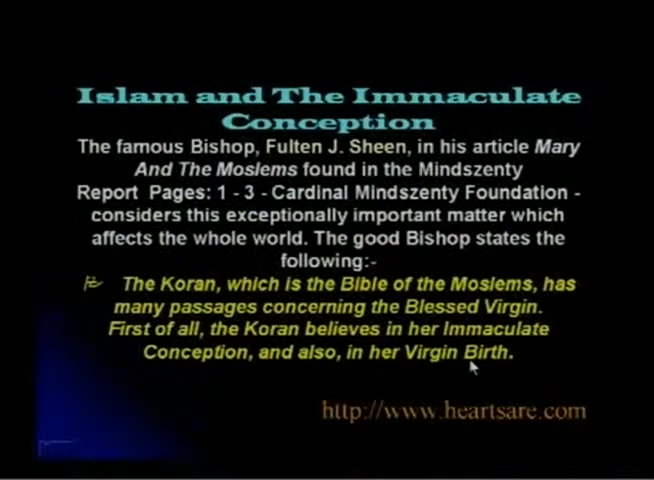 Islam and The Immaculate
Conception
The famous Bishop, Fulten J. Sheen, in his article Mary
And The Moslems found in the Mindszenty
Report Pages: 1 - 3 - Cardinal Mindszenty Foundation -
considers this exceptionally important matter which
affects the whole world. The good Bishop states the
following:-
The Koran, which is the Bible of the Moslems, has
many passages concerning the Blessed Virgin.
First of all, the Koran believes in her Immaculate
Conception, and also, in her Virgin Birth.
http://www.heartsare.com